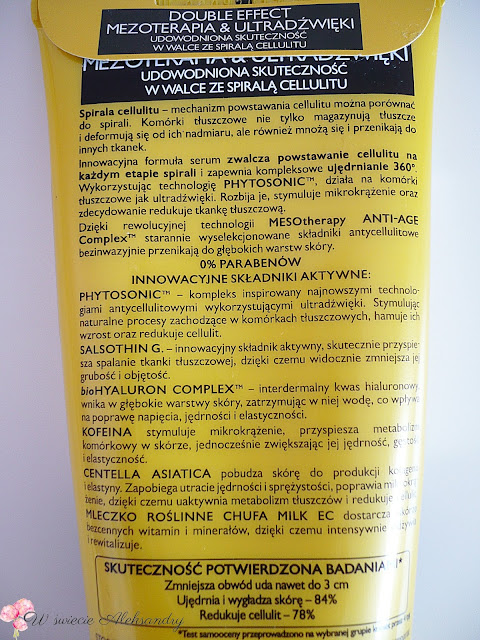 DOUBLE EFFECT
MEZOTERAPIA & ULTRADŹWIĘKI
UDOWODNIONA SKUTECZNOŚĆ
W WALCE ZE SPIRALĄ CELLULITU
MEZOTERAPIA & ULTRADŹWIĘKI
UDOWODNIONA SKUTECZNOŚĆ
W WALCE ZE SPIRALĄ CELLULITU
Spirala cellulitu – mechanizm powstawania cellulitu można porównać
do spirali. Komórki tłuszczowe nie tylko magazynują tłuszcze
i deformują się od ich nadmiaru, ale również mnożą się i przenikają do
innych tkanek.
Innowacyjna formuła serum zwalcza powstawanie cellulitu na
każdym etapie spirali i zapewnia kompleksowe ujędrnianie 360°.
Wykorzystując technologię PHYTOSONIC™, działa na komórki
tłuszczowe jak ultradźwięki. Rozbija je, stymuluje mikrokrążenie oraz
zdecydowanie redukuje tkankę tłuszczową.
Dzięki rewolucyjnej technologii MESOtherapy ANTI-AGE
Complex™ starannie wyselekcjonowane składniki antycellulitowe
bezinwazyjnie przenikają do głębokich warstw skóry.
0% PARABENÓW
INNOWACYJNE SKŁADNIKI AKTYWNE:
PHYTOSONIC™ – kompleks inspirowany najnowszymi technolo-
giami antycellulitowymi wykorzystującymi ultradźwięki. Stymulując
naturalne procesy zachodzące w komórkach tłuszczowych, hamuje ich
wzrost oraz redukuje cellulit.
SALSOTHIN G. – innowacyjny składnik aktywny, skutecznie przyspie-
sza spalanie tkanki tłuszczowej, dzięki czemu widocznie zmniejsza jej
grubość i objętość.
bioHYALURON COMPLEX™ – interdermalny kwas hialuronowy,
wnika w głębokie warstwy skóry, zatrzymując w niej wodę, co wpływa
na poprawę napięcia, jędrności i elastyczności.
KOFEINA stymuluje mikrokrążenie, przyspiesza metabolizm
komórkowy w skórze, jednocześnie zwiększając jej jędrność, gęstość
i elastyczność.
CENTELLA ASIATICA pobudza skórę do produkcji kolagenu
i elastyny. Zapobiega utracie jędrności i sprężystości, poprawia mikrokrą-
żenie, dzięki czemu uaktywnia metabolizm tłuszczów i redukuje cellulit.
MLECZKO ROŚLINNE CHUFA MILK EC dostarcza skórze
bezcennych witamin i minerałów, dzięki czemu intensywnie odżywia
i rewitalizuje.
SKUTECZNOŚĆ POTWIERDZONA BADANIAMI*
Zmniejsza obwód uda nawet do 3 cm
Ujędrnia i wygładza skórę – 84%
Redukuje cellulit – 78%
*Test samooceny przeprowadzono na wybranej grupie
W świecie Aleksandry